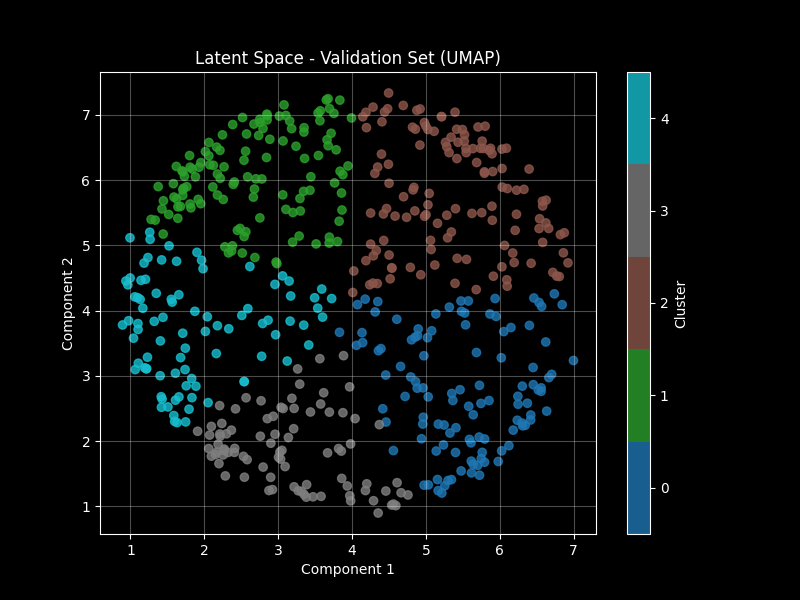 Latent Space - Validation Set (UMAP)
7
6
5
4
3
2
1
Component 2
1 2 3 4 5 6 7
Component 1
4
3
2
1
0
Cluster